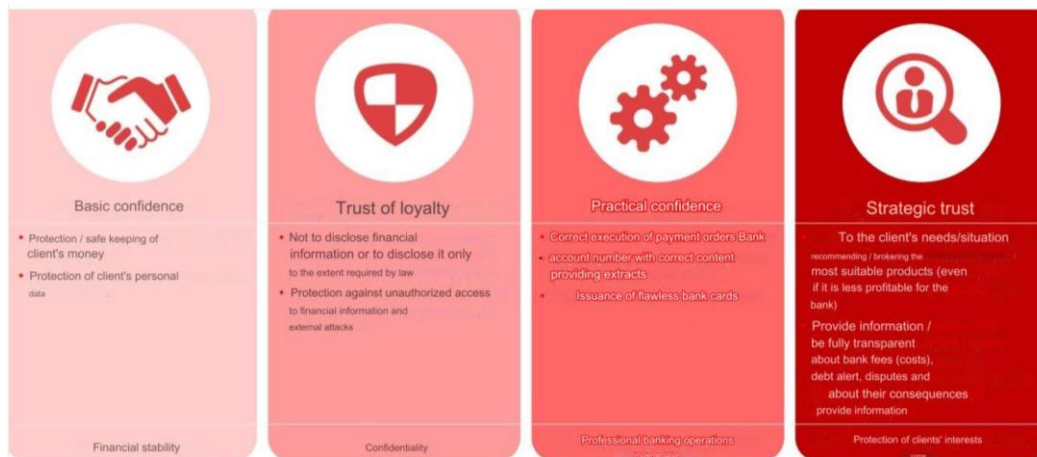 Basic confidence
• Protection / safe keeping of
client's money
• Protection of client's personal
data
Financial stability
Trust of loyalty
• Not to disclose financial
information or to disclose it only
to the extent required by law
• Protection against unauthorized access
to financial information and
external attacks
Confidentiality
Practical confidence
• Correct execution of payment orders Bank
• account number with correct content
providing extracts
• Issuance of flawless bank cards
Professional banking operations
Strategic trust
To the client's needs/situation
recommending / brokering the
most suitable products (even
if it is less profitable for the
bank)
Provide information /
be fully transparent
about bank fees (costs),
debt alert, disputes and
about their consequences
provide information
Protection of clients' interests